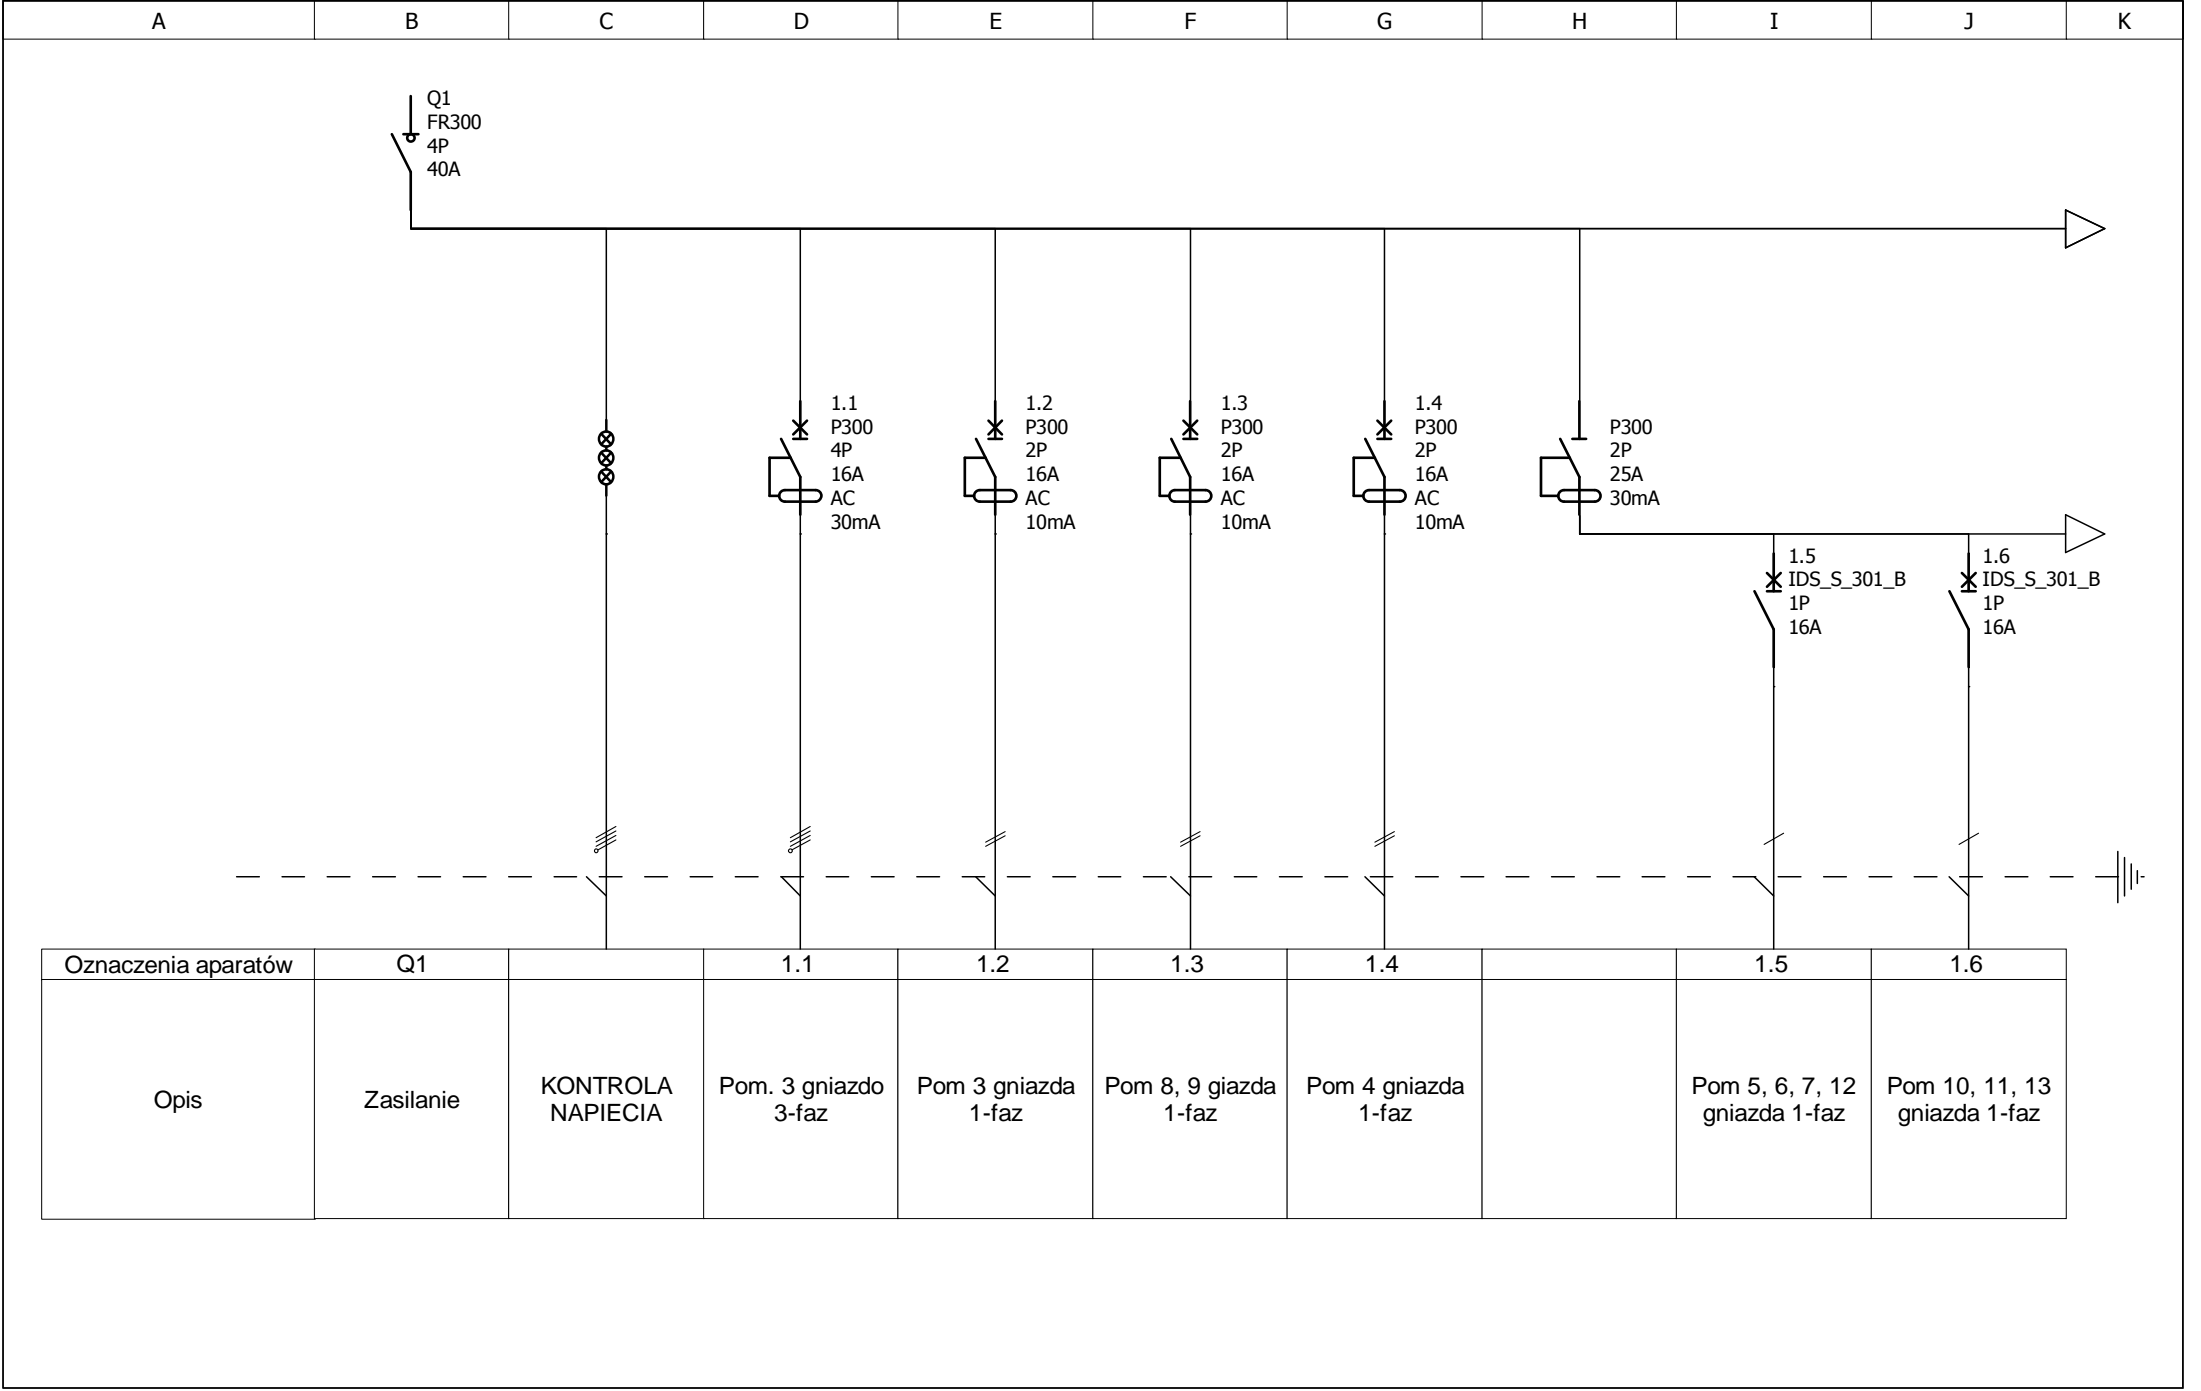 A B C D E F G H I J K
Q1
FR300
4P
40A
1.1
P300
4P
16A
AC
30mA
1.2
P300
2P
16A
AC
10mA
1.3
P300
2P
16A
AC
10mA
1.4
P300
2P
16A
AC
10mA
P300
2P
25A
30mA
1.5
IDS_S_301_B
1P
16A
1.6
IDS_S_301_B
1P
16A
Oznaczenia aparatów Q1 1.1 1.2 1.3 1.4 1.5 1.6
Opis
Zasilanie
KONTROLA
NAPIECIA
Pom. 3 gniazdo
3-faz
Pom 3 gniazda
1-faz
Pom 8, 9 giazda
1-faz
Pom 4 gniazda
1-faz
Pom 5, 6, 7, 12
gniazda 1-faz
Pom 10, 11, 13
gniazda 1-faz